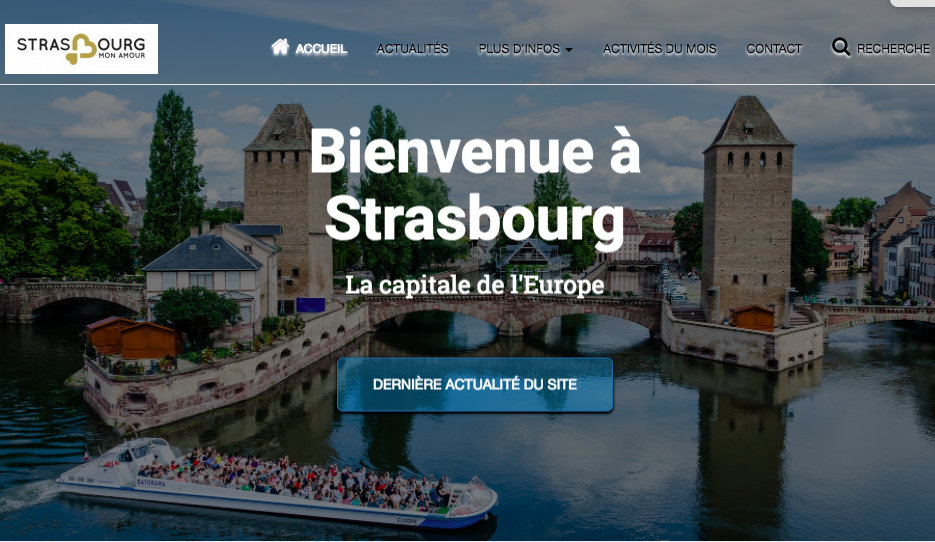 STRASBOURG
MON AMOUR
ACCUEIL
ACTUALITÉS
PLUS D'INFOS
ACTIVITÉS DU MOIS
CONTACT
RECHERCHE
Bienvenue à
Strasbourg
La capitale de l'Europe
DERNIÈRE ACTUALITÉ DU SITE
BATORAMA
EUROPE